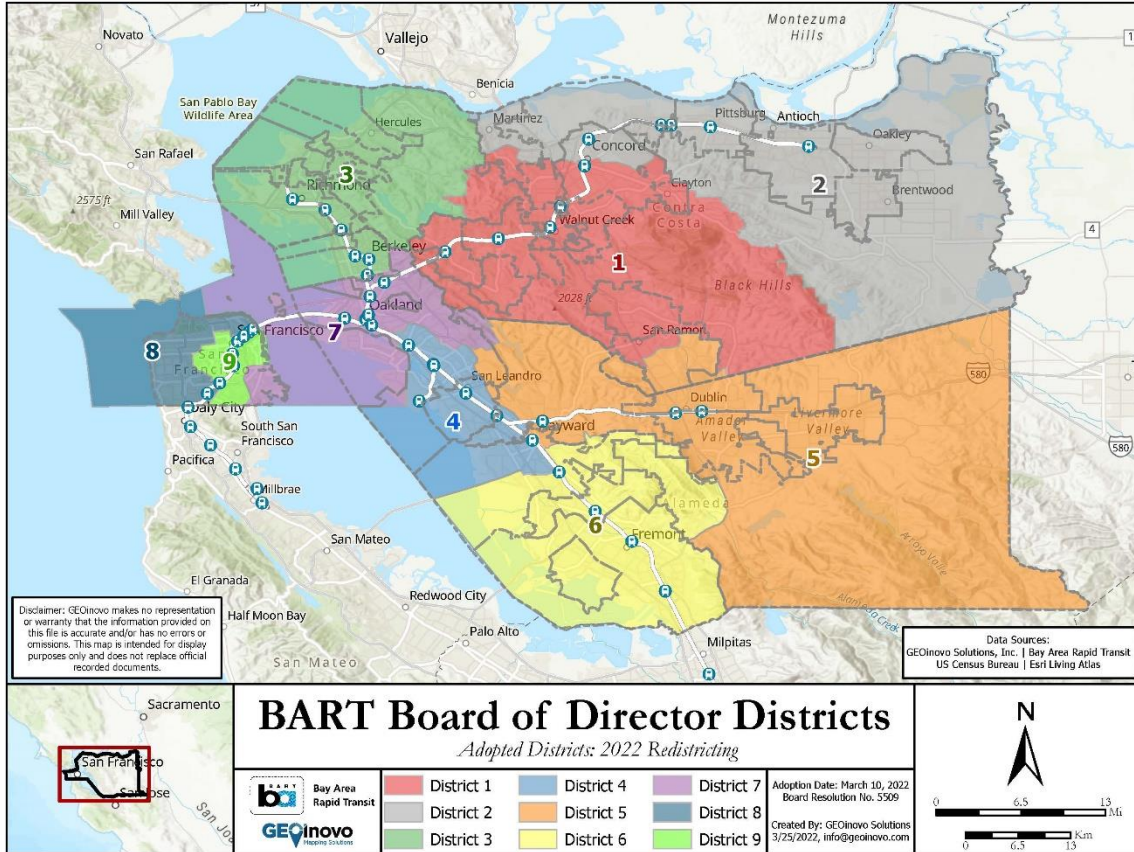 37
Novato
Vallejo
Montezuma
Hills
Benicia
San Pablo Bay
Wildlife Area
Hercules
Martinez
Pittsburg
Antioch
Oakley
San Rafael
Concord
3
2575 ft
Richmond
Clayton
2
Brentwood
Mill Valley
Contra
Costa
Walnut Creek
Berkeley
4
1
Black Hills
2028 ft
Oakland
San Ramon
San Francisco
7
8
9
San
Francisco
San Leandro
580
Dublin
Daly City
4
Hayward
Amador
Valley
Livermore
Valley
South San
Francisco
5
580
Pacifica
Millbrae
Alameda
6
Fremont
San Mateo
Arroyo Valle
El Granada
Redwood City
Alameda Creek
Half Moon Bay
Palo Alto
Milpitas
San Mateo
Disclaimer: GEOinovo makes no representation
or warranty that the information provided on
this file is accurate and/or has no errors or
omissions. This map is intended for display
purposes only and does not replace official
recorded documents.
Data Sources:
GEOinovo Solutions, Inc. | Bay Area Rapid Transit
US Census Bureau | Esri Living Atlas
Sacramento
San Francisco
San Jose
BART Board of Director Districts
Adopted Districts: 2022 Redistricting
BART
ba
Bay Area
Rapid Transit
GEOinovo
Mapping Solutions
District 1
District 2
District 3
District 4
District 5
District 6
District 7
District 8
District 9
Adoption Date: March 10, 2022
Board Resolution No. 5509
Created By: GEOinovo Solutions
3/25/2022, info@geoinovo.com
N
0 6.5 13
Mi
0 6.5 13
Km